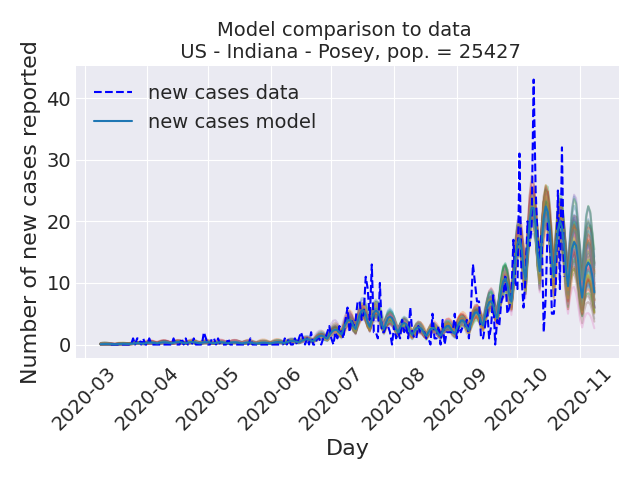 Model comparison to data
US - Indiana - Posey, pop. = 25427
Number of new cases reported
new cases data
new cases model
40
30
20
10
0
2020-03
2020-04
2020-05
2020-06
2020-07
2020-08
2020-09
2020-10
2020-11
Day